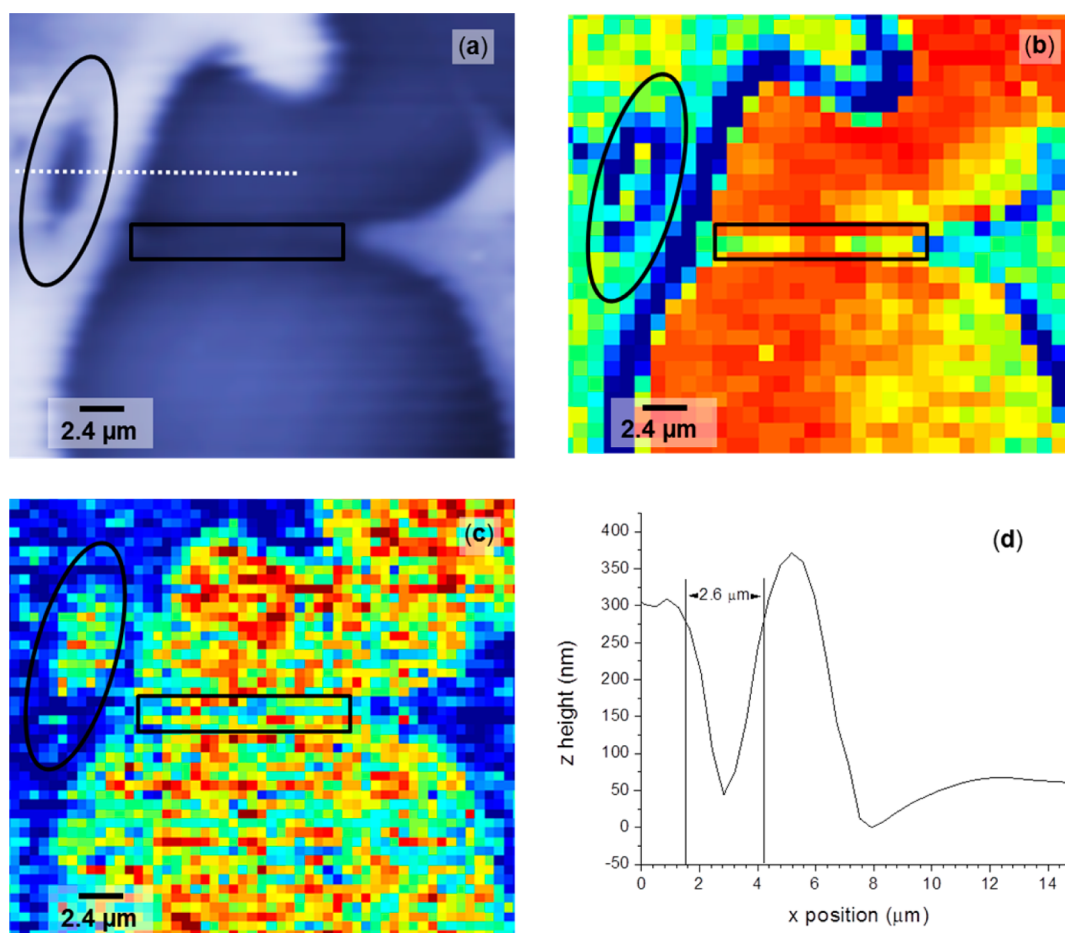 (a)
2.4 µm
(b)
2.4 µm
(c)
2.4 µm
(d)
z height (nm)
400
350
300
250
200
150
100
50
0
-50
2.6 µm
0 2 4 6 8 10 12 14
x position (µm)